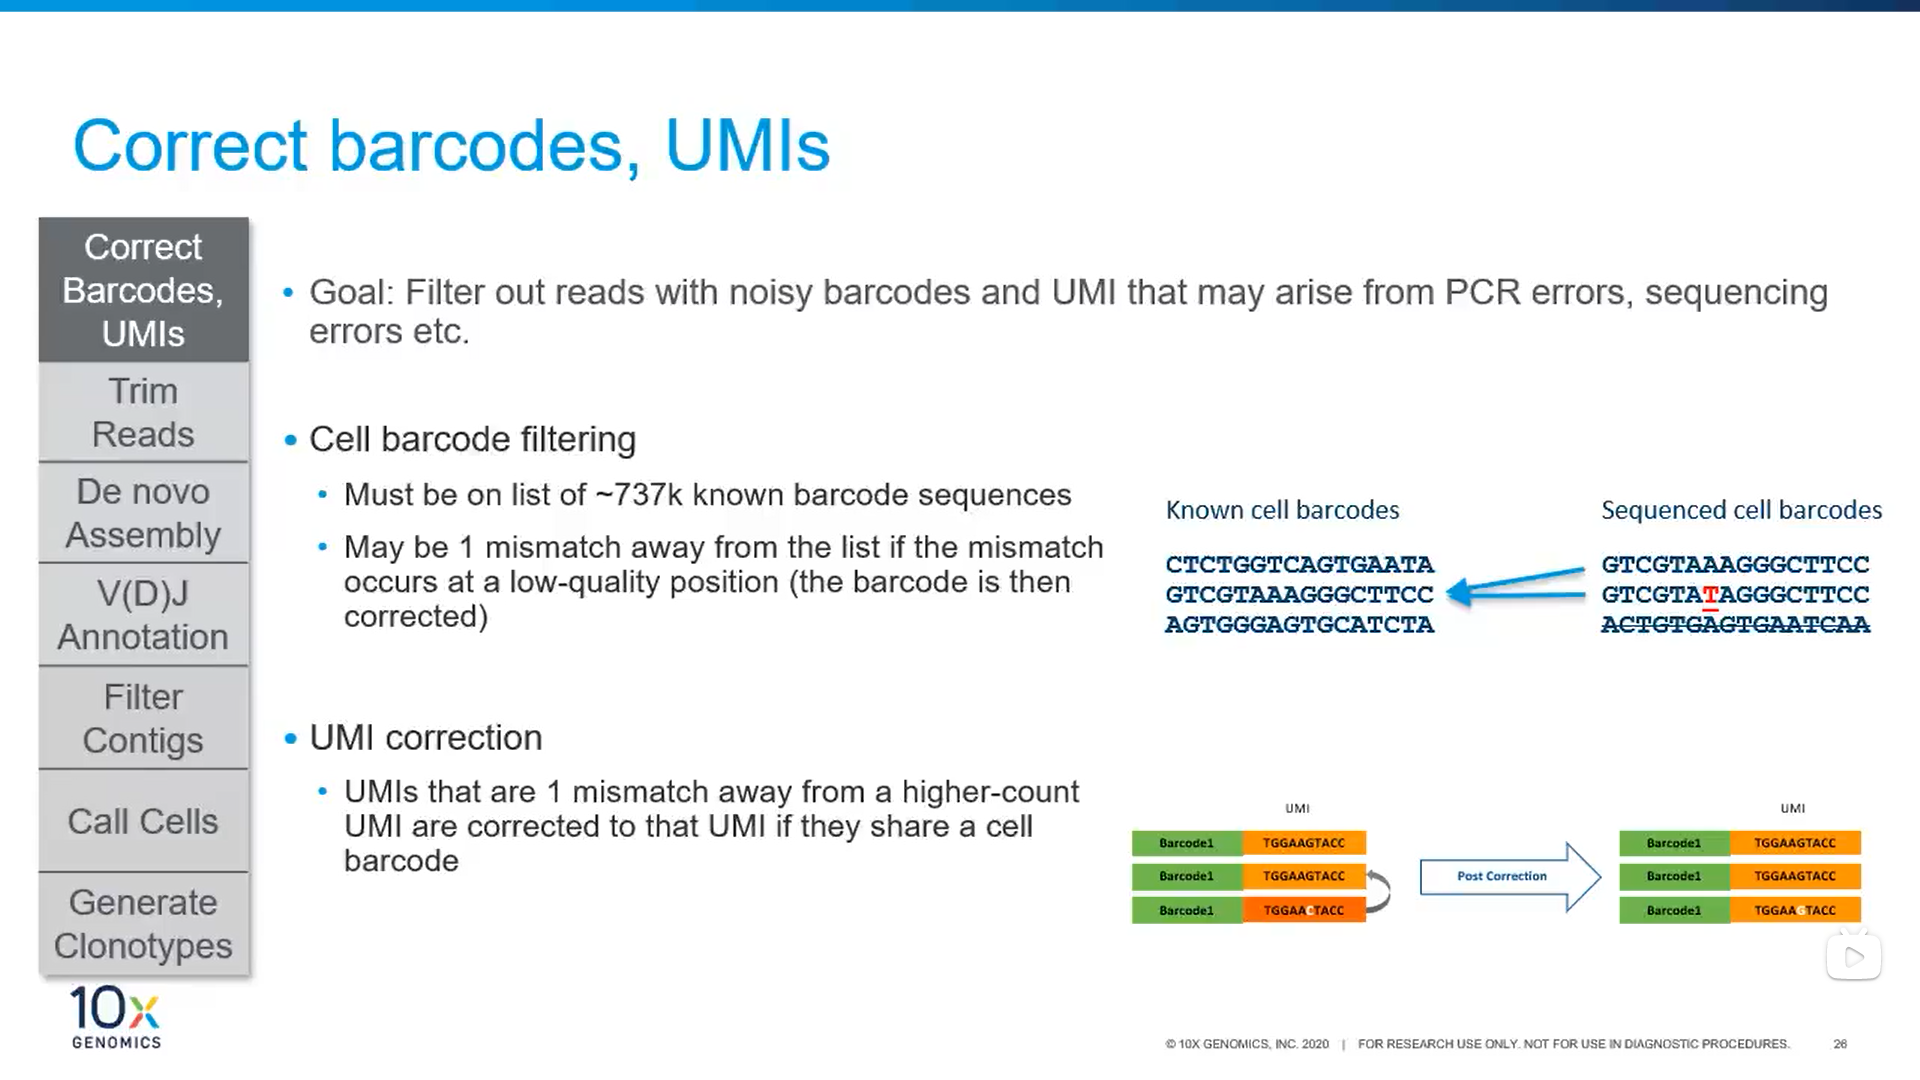 Correct barcodes, UMIs
Correct
Barcodes,
UMIs
Trim
Reads
De novo
Assembly
V(D)J
Annotation
Filter
Contigs
Call Cells
Generate
Clonotypes
• Goal: Filter out reads with noisy barcodes and UMI that may arise from PCR errors, sequencing
errors etc.
• Cell barcode filtering
• Must be on list of ~737k known barcode sequences
• May be 1 mismatch away from the list if the mismatch
occurs at a low-quality position (the barcode is then
corrected)
Known cell barcodes
CTCTGGTCAGTGAATA
GTCGTAAAGGGCTTCC
AGTGGGAGTGCATCTA
Sequenced cell barcodes
GTCGTAAAGGGCTTCC
GTCGTATAGGGCTTCC
ACTGTGAGTGAATCAA
• UMI correction
• UMIs that are 1 mismatch away from a higher-count
UMI are corrected to that UMI if they share a cell
barcode
UMI
Barcode1 TGGAAGTACC
Barcode1 TGGAAGTACC
Barcode1 TGGAACTACC
Post Correction
UMI
Barcode1 TGGAAGTACC
Barcode1 TGGAAGTACC
Barcode1 TGGAAGTACC
10x
GENOMICS
© 10X GENOMICS, INC. 2020 | FOR RESEARCH USE ONLY. NOT FOR USE IN DIAGNOSTIC PROCEDURES. 26